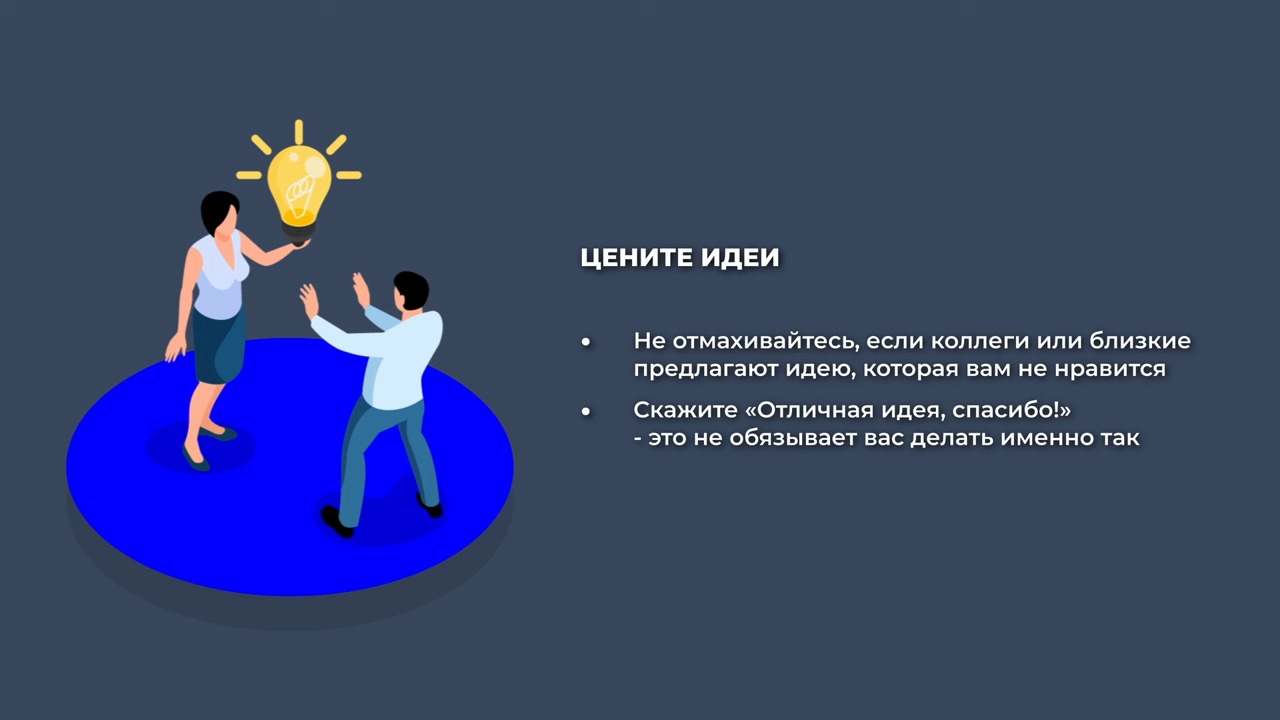 ЦЕНИТЕ ИДЕИ
• Не отмахивайтесь, если коллеги или близкие
предлагают идею, которая вам не нравится
• Скажите «Отличная идея, спасибо!»
- это не обязывает вас делать именно так